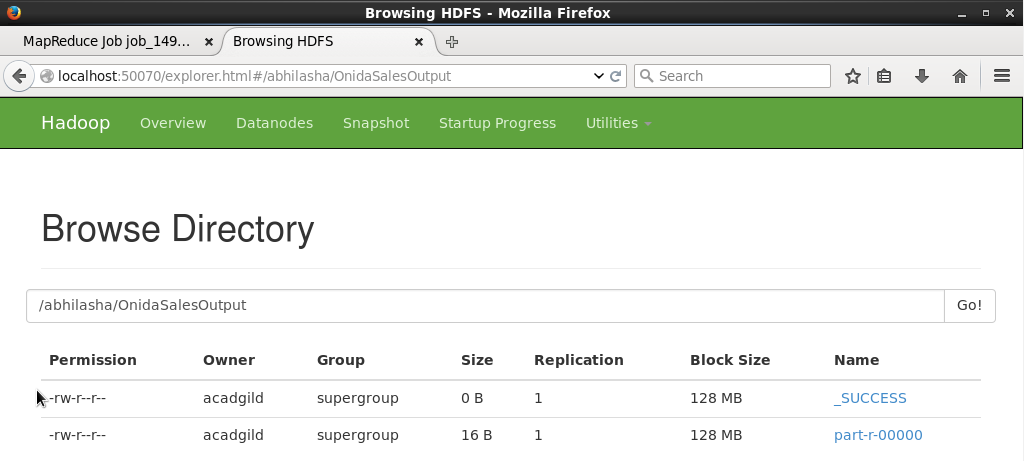 Browsing HDFS - Mozilla Firefox
MapReduce Job job_149... Browsing HDFS
localhost:50070/explorer.html#/abhilasha/OnidaSalesOutput Search
Hadoop Overview Datanodes Snapshot Startup Progress Utilities
Browse Directory
/abhilasha/OnidaSalesOutput Go!
Permission Owner Group Size Replication Block Size Name
-rw-r--r-- acadgild supergroup 0 B 1 128 MB _SUCCESS
-rw-r--r-- acadgild supergroup 16 B 1 128 MB part-r-00000